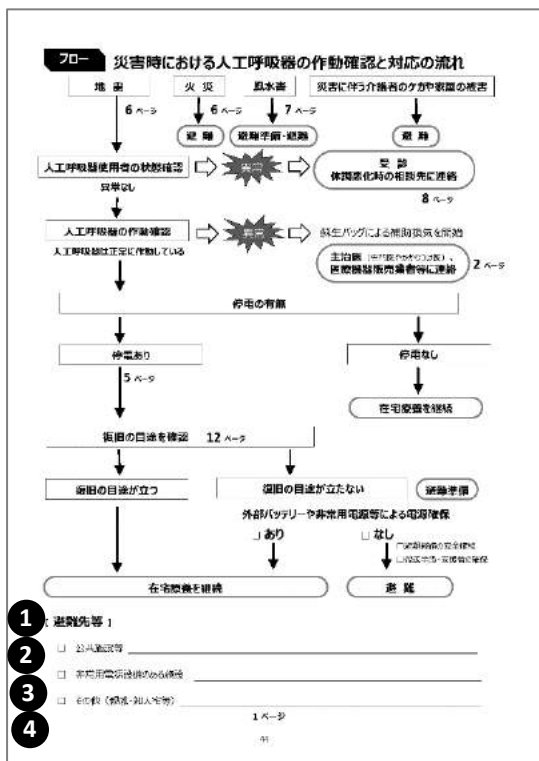 フロー 災害時における人工呼吸器の作動確認と対応の流れ
地震 火災 風水害 災害に伴う介護者のケガや家屋の被害
6 ページ 6 ページ 7 ページ
避難 避難準備・避難 避難
人工呼吸器使用者の状態確認 異常 受診
体調悪化時の相談先に連絡
異常なし
8 ページ
人工呼吸器の作動確認 異常 蘇生バッグによる補助換気を開始
人工呼吸器は正常に作動している
主治医
医療機器販売業者等に連絡
2 ページ
停電の有無
停電あり 停電なし
5 ページ
在宅療養を継続
復旧の目途を確認 12 ページ
復旧の目途が立つ 復旧の目途が立たない 避難準備
外部バッテリーや非常用電源等による電源確保
□ あり □ なし
在宅療養を継続 避難
1 避難先等
2 □ 公共施設等
□ 非常用電源設備のある施設
3 □ その他（親戚・知人宅等）
4 1 ページ